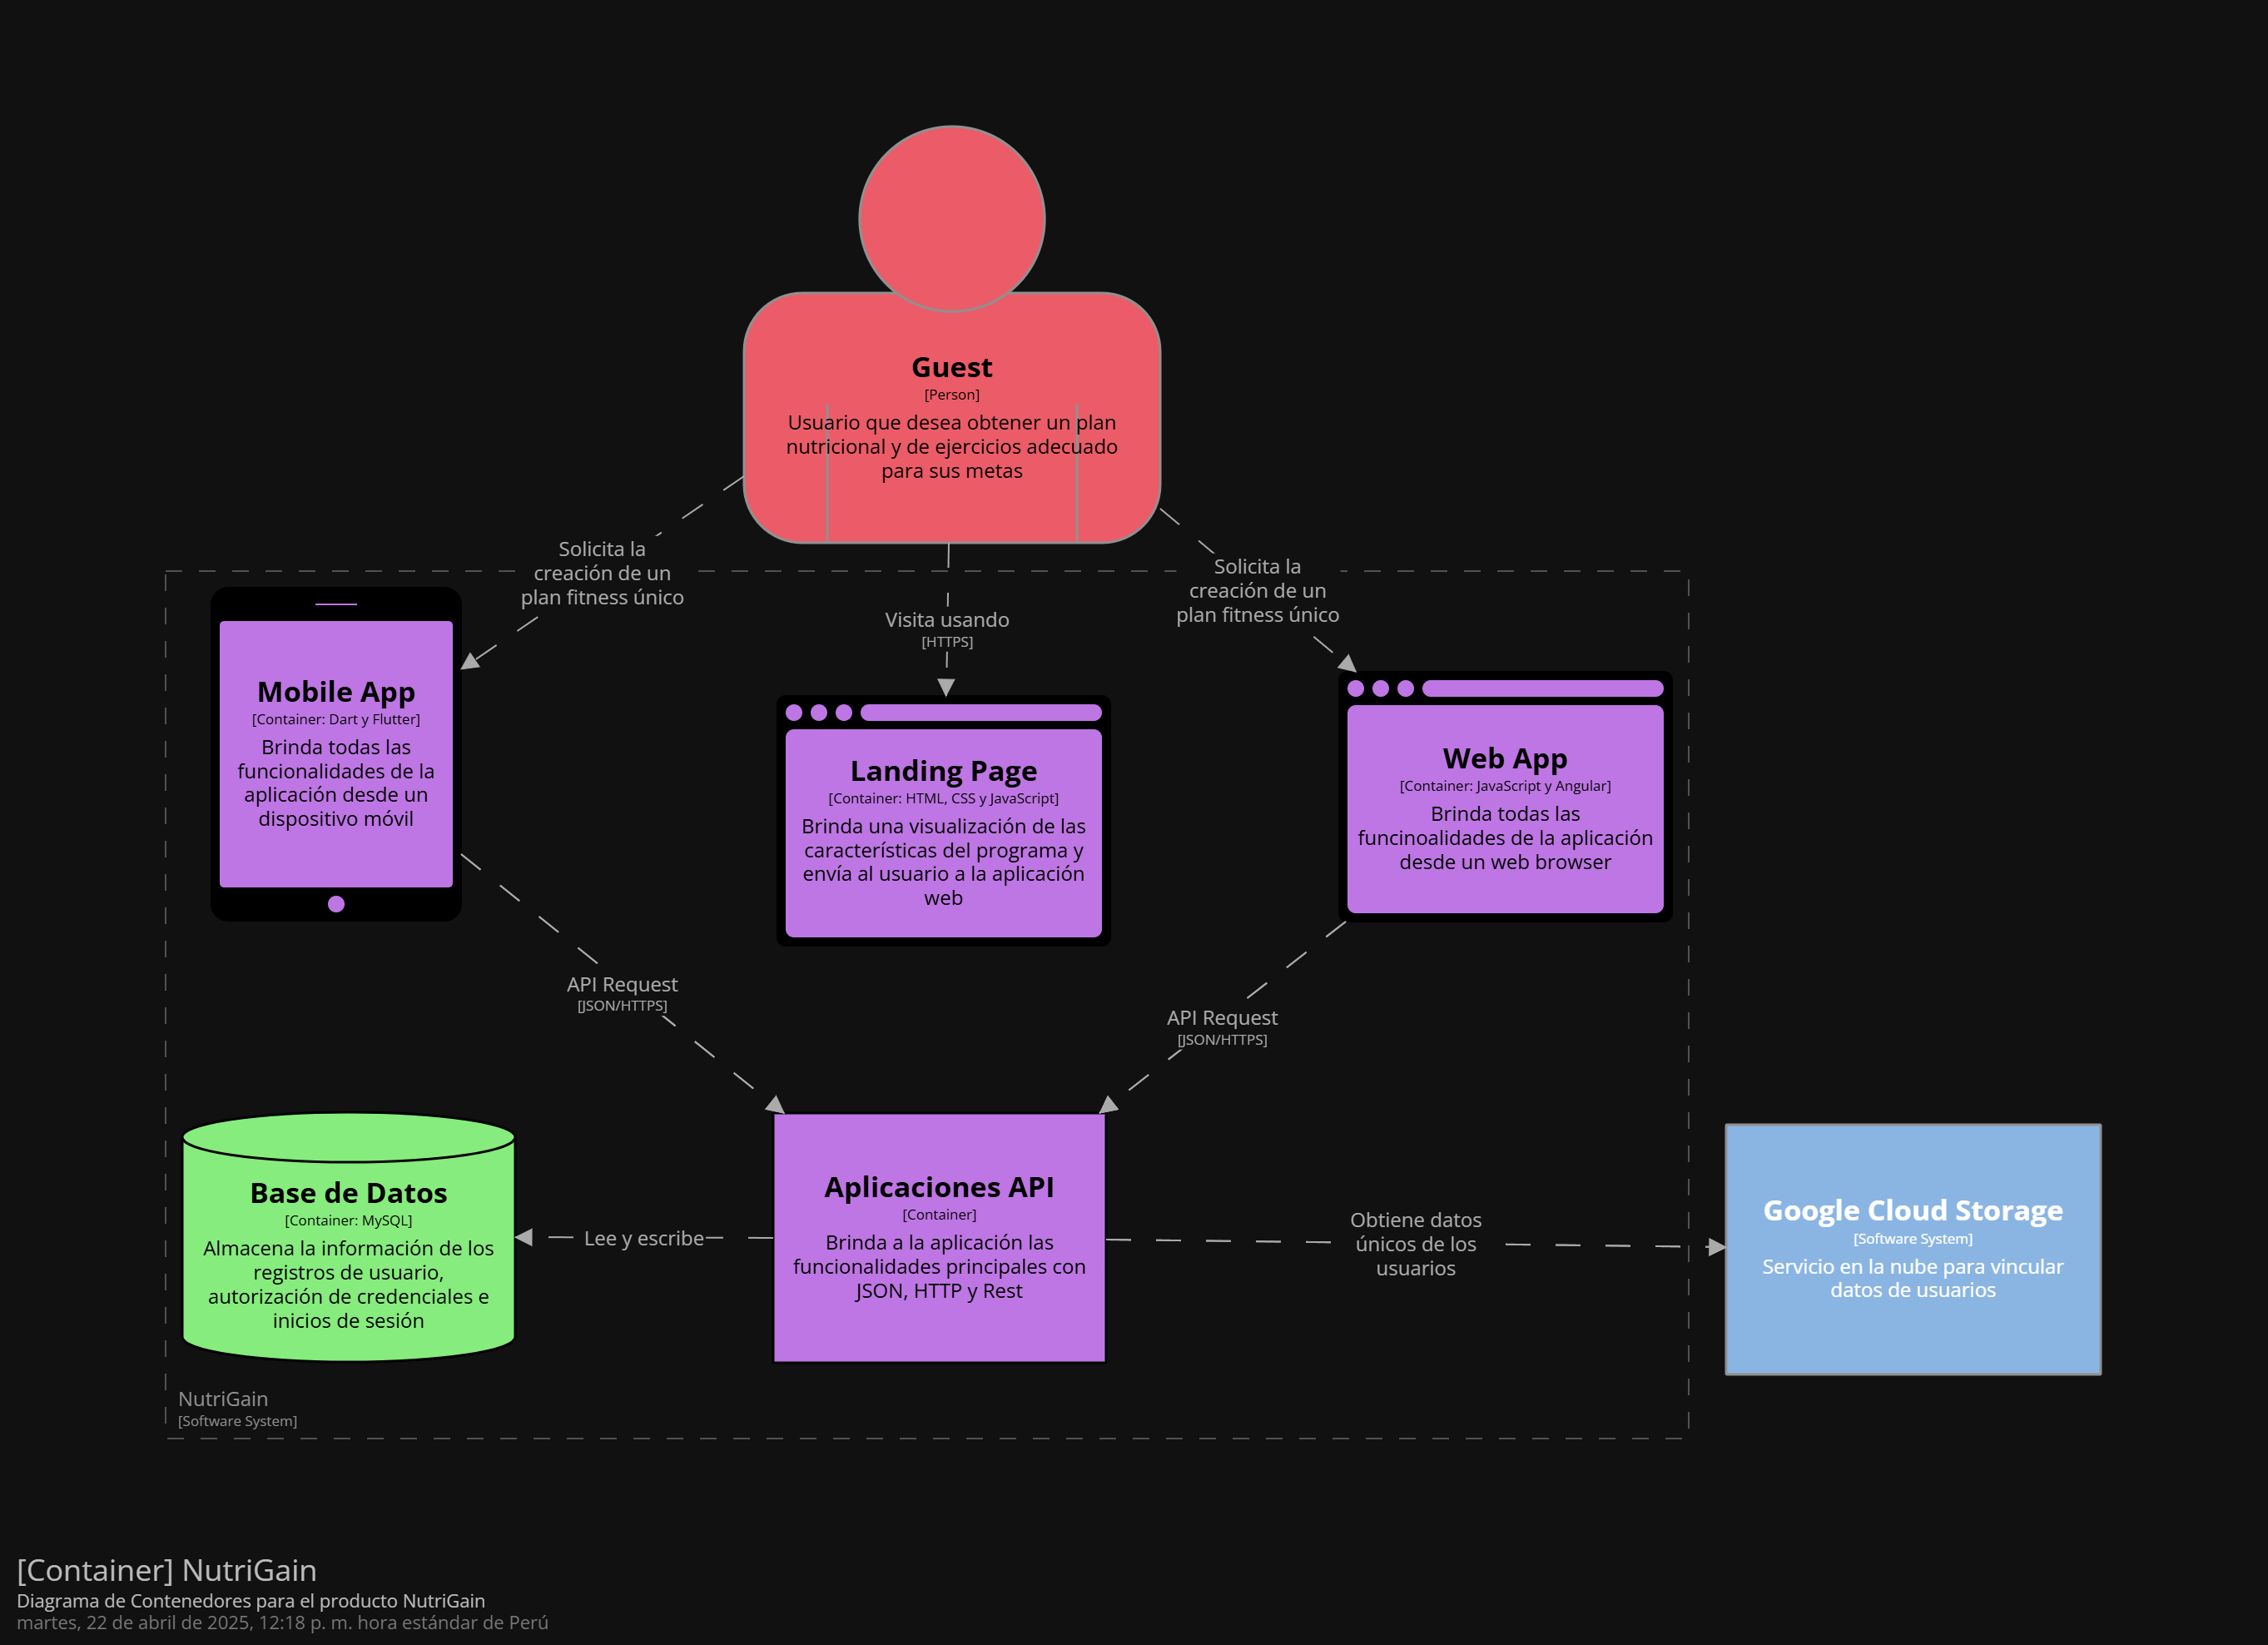 Guest
[Person]
Usuario que desea obtener un plan
nutricional y de ejercicios adecuado
para sus metas
Solicita la
creación de un
plan fitness único
Visita usando
[HTTPS]
Solicita la
creación de un
plan fitness único
Mobile App
[Container: Dart y Flutter]
Brinda todas las
funcionalidades de la
aplicación desde un
dispositivo móvil
Landing Page
[Container: HTML, CSS y JavaScript]
Brinda una visualización de las
características del programa y
envía al usuario a la aplicación
web
Web App
[Container: JavaScript y Angular]
Brinda todas las
funcinoalidades de la aplicación
desde un web browser
API Request
[JSON/HTTPS]
API Request
[JSON/HTTPS]
Base de Datos
[Container: MySQL]
Almacena la información de los
registros de usuario,
autorización de credenciales e
inicios de sesión
Lee y escribe
Aplicaciones API
[Container]
Brinda a la aplicación las
funcionalidades principales con
JSON, HTTP y Rest
Obtiene datos
únicos de los
usuarios
Google Cloud Storage
[Software System]
Servicio en la nube para vincular
datos de usuarios
NutriGain
[Software System]
[Container] NutriGain
Diagrama de Contenedores para el producto NutriGain
martes, 22 de abril de 2025, 12:18 p. m. hora estándar de Perú